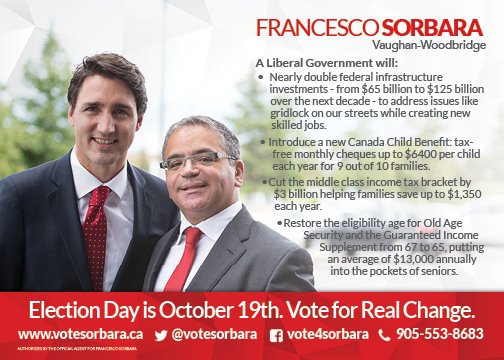 FRANCESCO SORBARA
Vaughan-Woodbridge
A Liberal Government will:
• Nearly double federal infrastructure
investments - from $65 billion to $125 billion
over the next decade - to address issues like
gridlock on our streets while creating new
skilled jobs.
• Introduce a new Canada Child Benefit: tax-
free monthly cheques up to $6400 per child
each year for 9 out of 10 families.
• Cut the middle class income tax bracket by
$3 billion helping families save up to $1,350
each year.
• Restore the eligibility age for Old Age
Security and the Guaranteed Income
Supplement from 67 to 65, putting
an average of $13,000 annually
into the pockets of seniors.
Election Day is October 19th. Vote for Real Change.
www.votesorbara.ca @votesorbara vote4sorbara 905-553-8683
AUTHORIZED BY THE OFFICIAL AGENT FOR FRANCESCO SORBARA